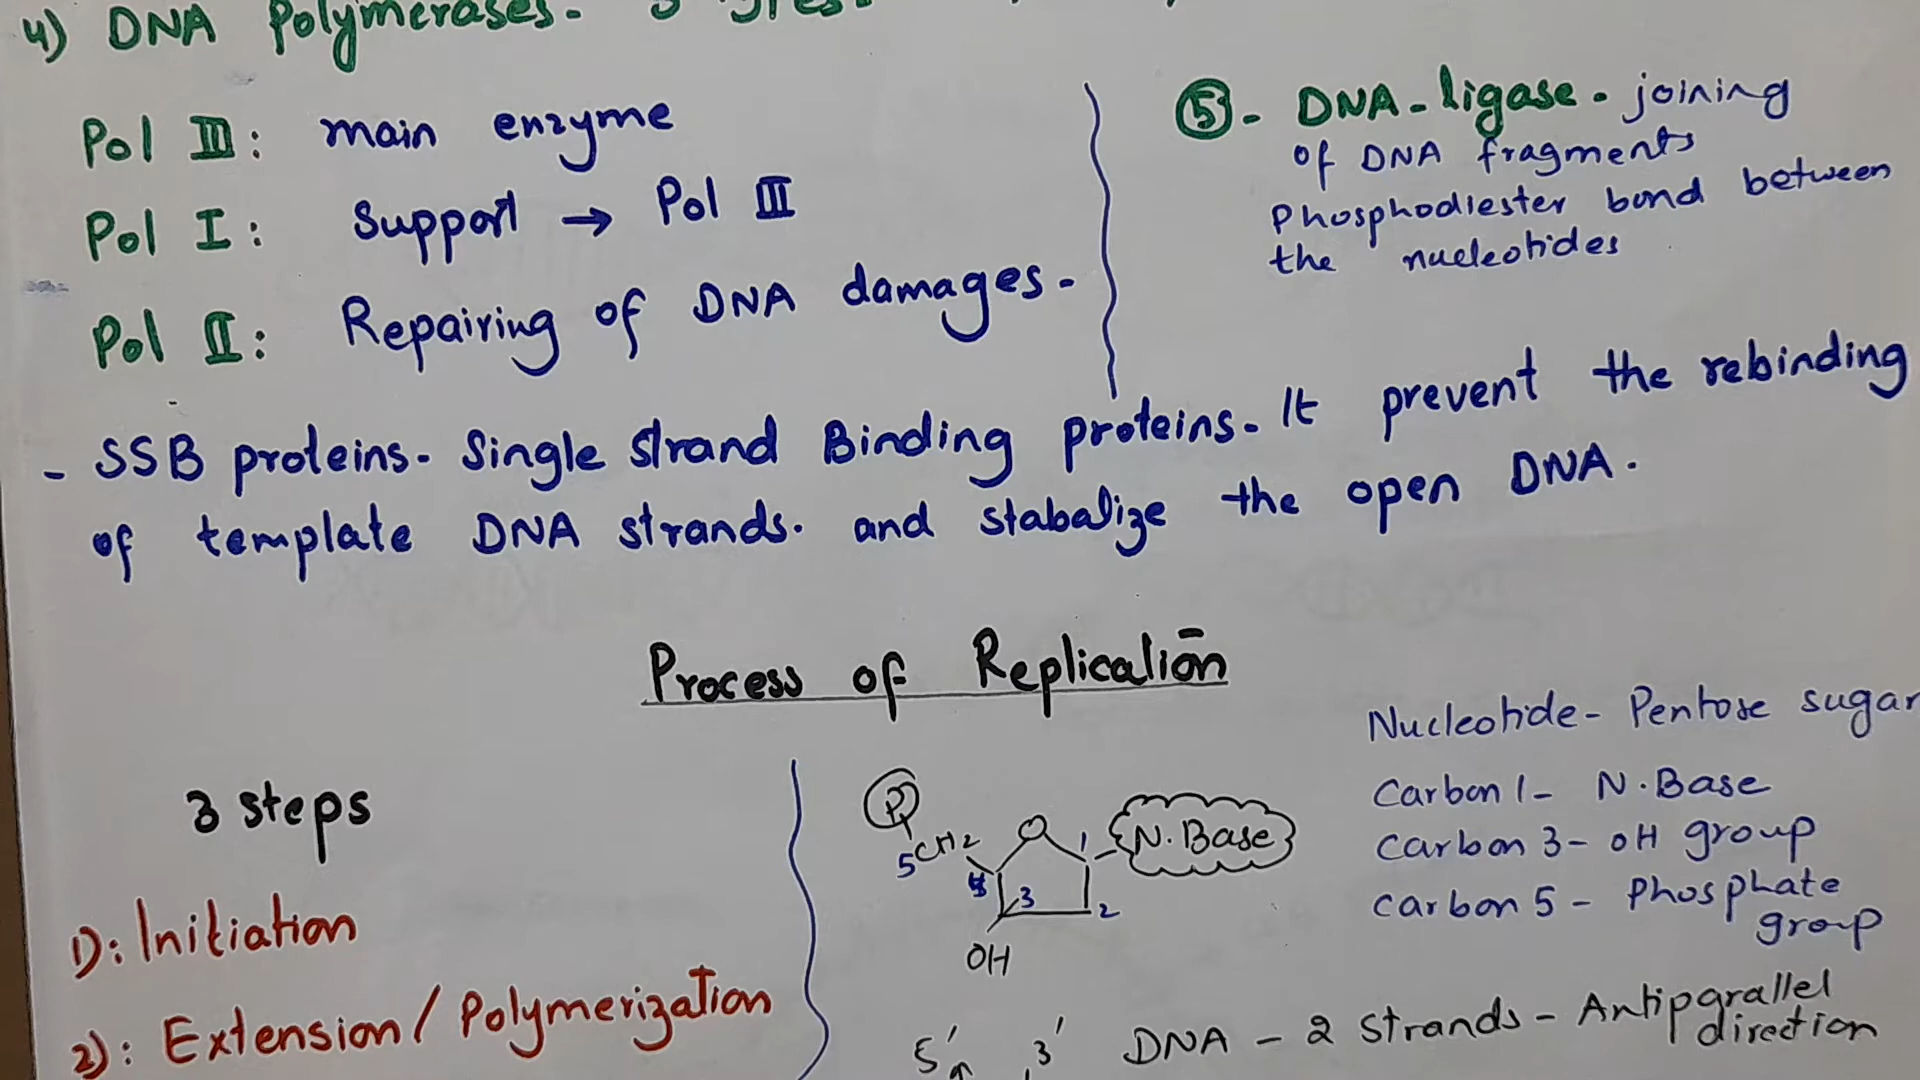 4) DNA Polymerases-
Pol III: main enzyme
Pol I: Support → Pol III
Pol II: Repairing of DNA damages-
5- DNA-ligase- joining
of DNA fragments
Phosphodiester bond between
the nucleotides
- SSB proteins- Single strand Binding proteins- It prevent the rebinding
of template DNA strands. and stabalize the open DNA.
Process of Replication
3 steps
1): Initiation
2): Extension/Polymerization
P
5 CH2 O 1 N.Base
4 3 2
OH
Nucleotide- Pentose sugar
Carbon 1- N.Base
Carbon 3- OH group
Carbon 5- Phosphate
group
5' 3' DNA - 2 strands - Antiparallel
direction